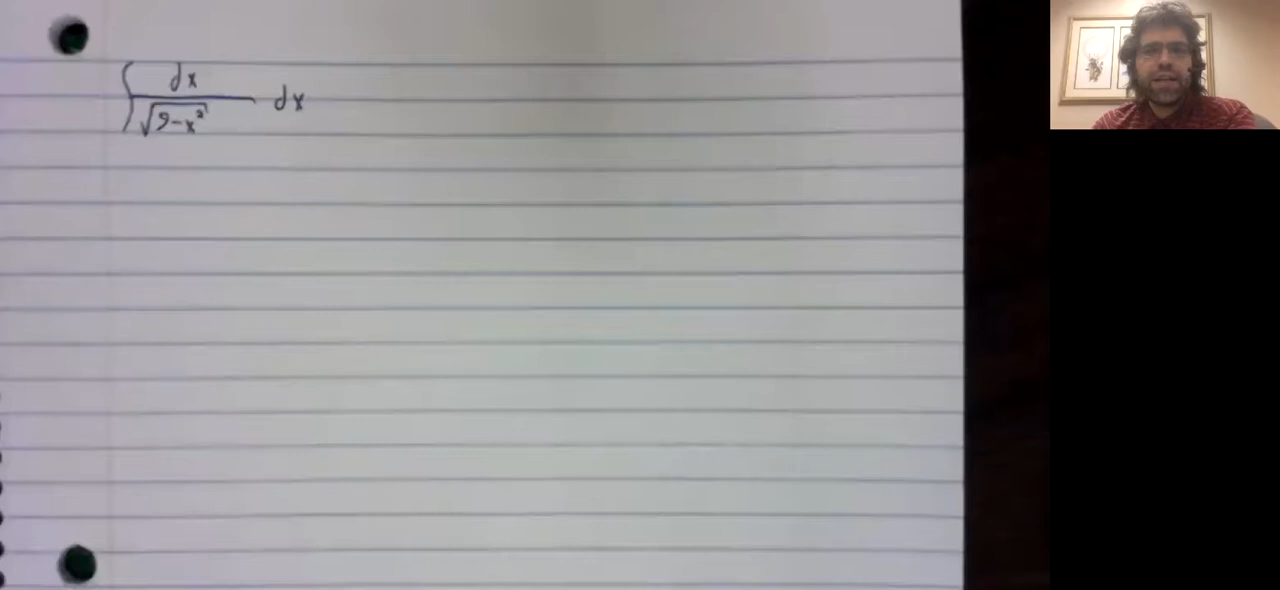 ∫ dx/√(9-x²) dx